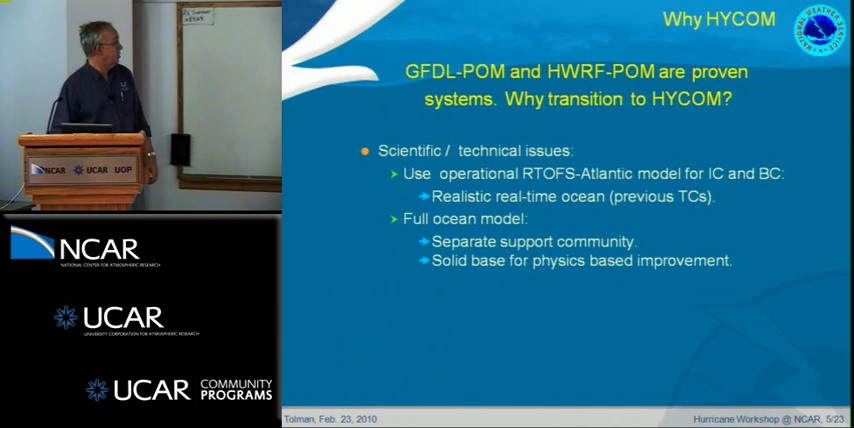 Why HYCOM
NATIONAL WEATHER SERVICE
GFDL-POM and HWRF-POM are proven
systems. Why transition to HYCOM?
Scientific / technical issues:
Use operational RTOFS-Atlantic model for IC and BC:
Realistic real-time ocean (previous TCs).
Full ocean model:
Separate support community.
Solid base for physics based improvement.
Tolman, Feb. 23, 2010
Hurricane Workshop @ NCAR, 5/23
NCAR UCAR UOP
NCAR
NATIONAL CENTER FOR ATMOSPHERIC RESEARCH
UCAR
UNIVERSITY CORPORATION FOR ATMOSPHERIC RESEARCH
UCAR COMMUNITY
PROGRAMS